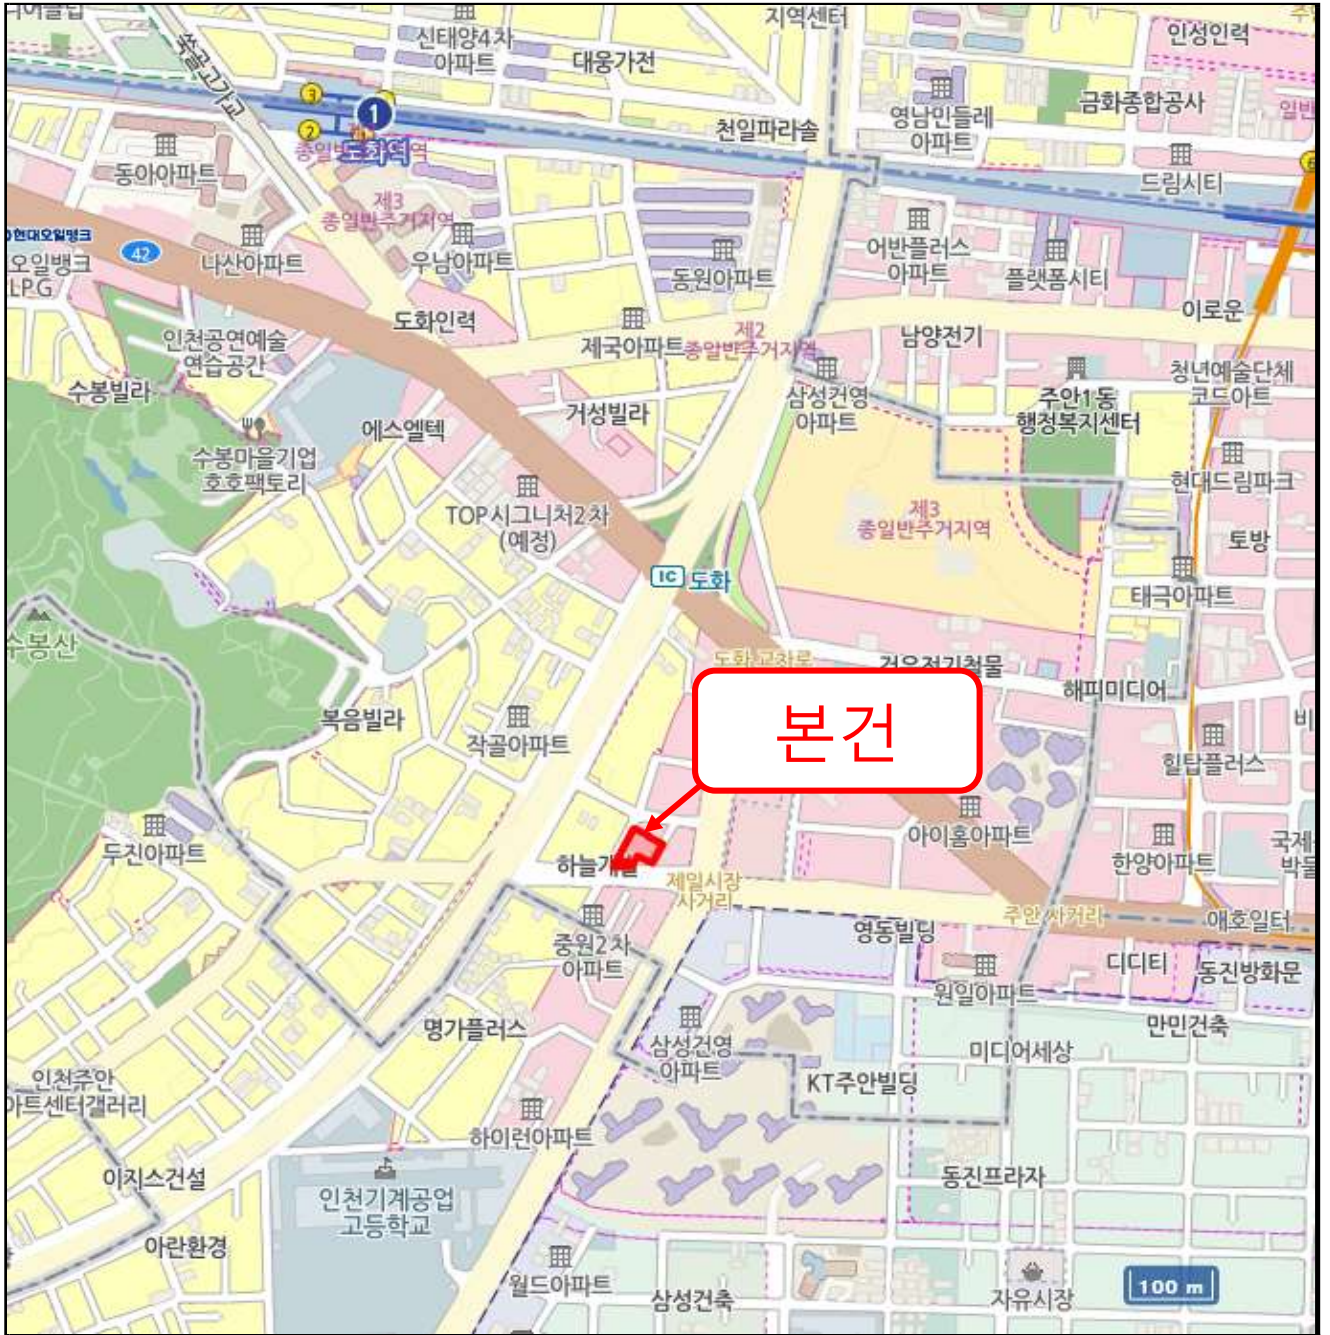 지역센터
신태양4차
아파트
대웅가전
인성인력
쑥골고가교
3
1
2
도화역
천일파라솔
영남인들레
아파트
금화종합공사
일반
6
동아아파트
드림시티
제3
종일반주거지역
현대오일뱅크
오일뱅크
LPG
42
나산아파트
우남아파트
동원아파트
어반플러스
아파트
플랫폼시티
이로운
도화인력
인천공연예술
연습공간
제국아파트
제2
종일반주거지역
남양전기
수봉빌라
삼성건영
아파트
주안1동
행정복지센터
청년예술단체
코드아트
거성빌라
에스엘텍
수봉마을기업
호호팩토리
현대드림파크
TOP시그니처2차
(예정)
제3
종일반주거지역
토방
IC 도화
태극아파트
수봉산
도화교차로
해피미디어
본건
복음빌라
작골아파트
힐탑플러스
아이홈아파트
두진아파트
한양아파트
제일시장
사거리
주안사거리
애호일터
중원2차
아파트
영동빌딩
디디티
동진방화문
원일아파트
명가플러스
만민건축
삼성건영
아파트
미디어세상
인천주안
아트센터갤러리
KT주안빌딩
하이런아파트
이지스건설
인천기계공업
고등학교
동진프라자
아란환경
월드아파트
삼성건축
자유시장
100 m